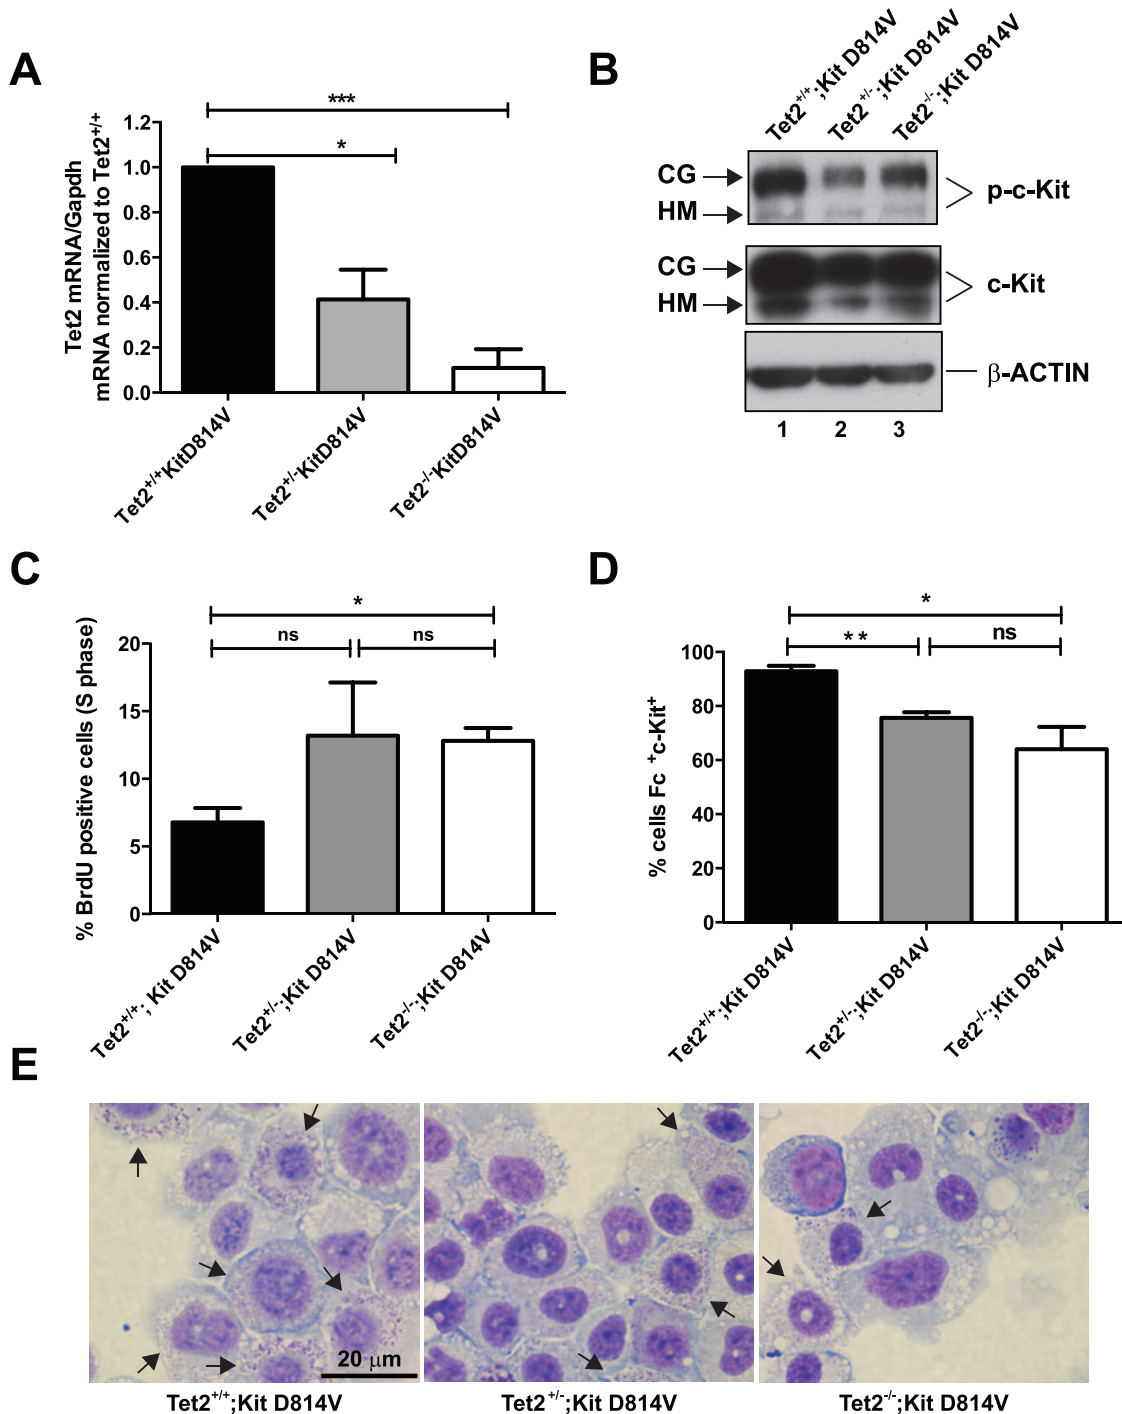 A
***
*
1.2
1.0
0.8
0.6
0.4
0.2
0.0
Tet2 mRNA/Gapdh
mRNA normalized to Tet2+/+
Tet2+/+KitD814V
Tet2+/-KitD814V
Tet2-/-KitD814V
B
Tet2+/+;Kit D814V
Tet2+/-;Kit D814V
Tet2-/-;Kit D814V
CG
HM
p-c-Kit
CG
HM
c-Kit
β-ACTIN
1 2 3
C
*
ns ns
20
15
10
5
0
% BrdU positive cells (S phase)
Tet2+/+; Kit D814V
Tet2+/-;Kit D814V
Tet2-/-;Kit D814V
D
*
** ns
100
80
60
40
20
0
% cells Fc +c-Kit+
Tet2+/+;Kit D814V
Tet2+/-;Kit D814V
Tet2-/-;Kit D814V
E
20 μm
Tet2+/+;Kit D814V
Tet2+/-;Kit D814V
Tet2-/-;Kit D814V